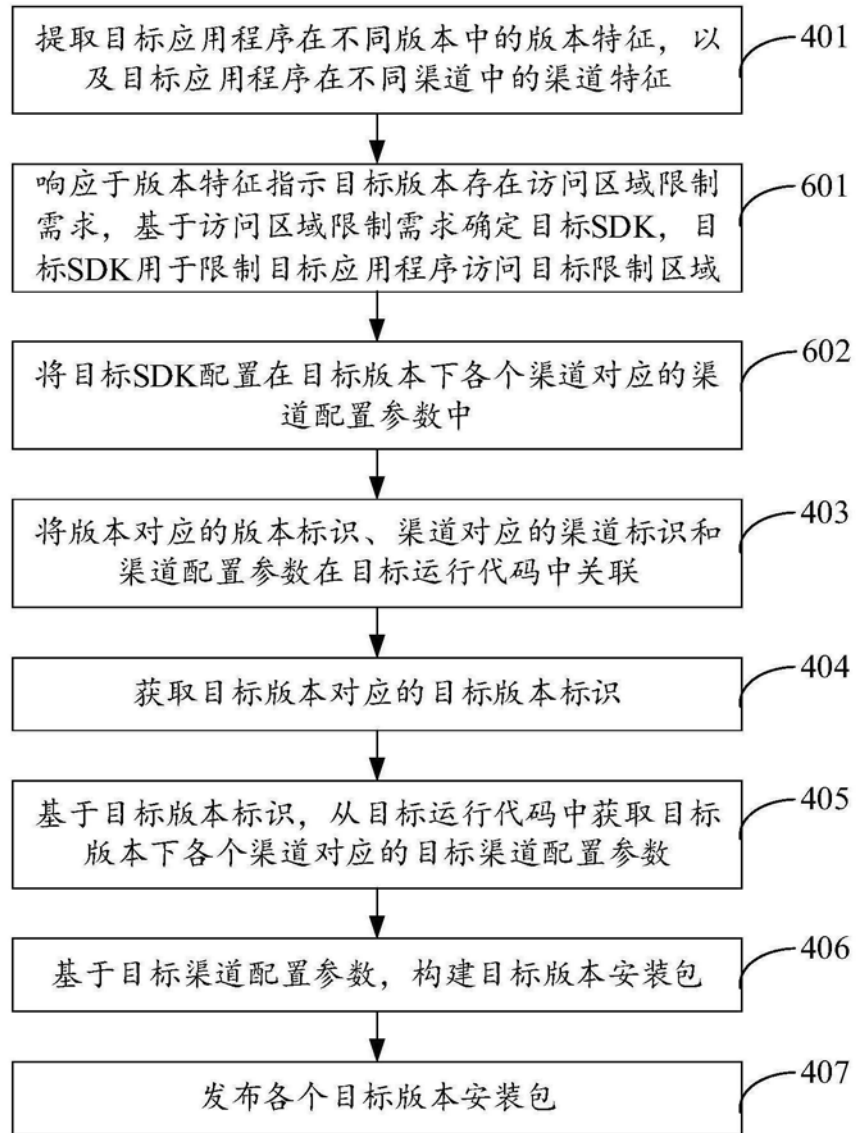 提取目标应用程序在不同版本中的版本特征，以
及目标应用程序在不同渠道中的渠道特征
401
响应于版本特征指示目标版本存在访问区域限制
需求，基于访问区域限制需求确定目标SDK，目
标SDK用于限制目标应用程序访问目标限制区域
601
将目标SDK配置在目标版本下各个渠道对应的渠
道配置参数中
602
将版本对应的版本标识、渠道对应的渠道标识和
渠道配置参数在目标运行代码中关联
403
获取目标版本对应的目标版本标识
404
基于目标版本标识，从目标运行代码中获取目标
版本下各个渠道对应的目标渠道配置参数
405
基于目标渠道配置参数，构建目标版本安装包
406
发布各个目标版本安装包
407